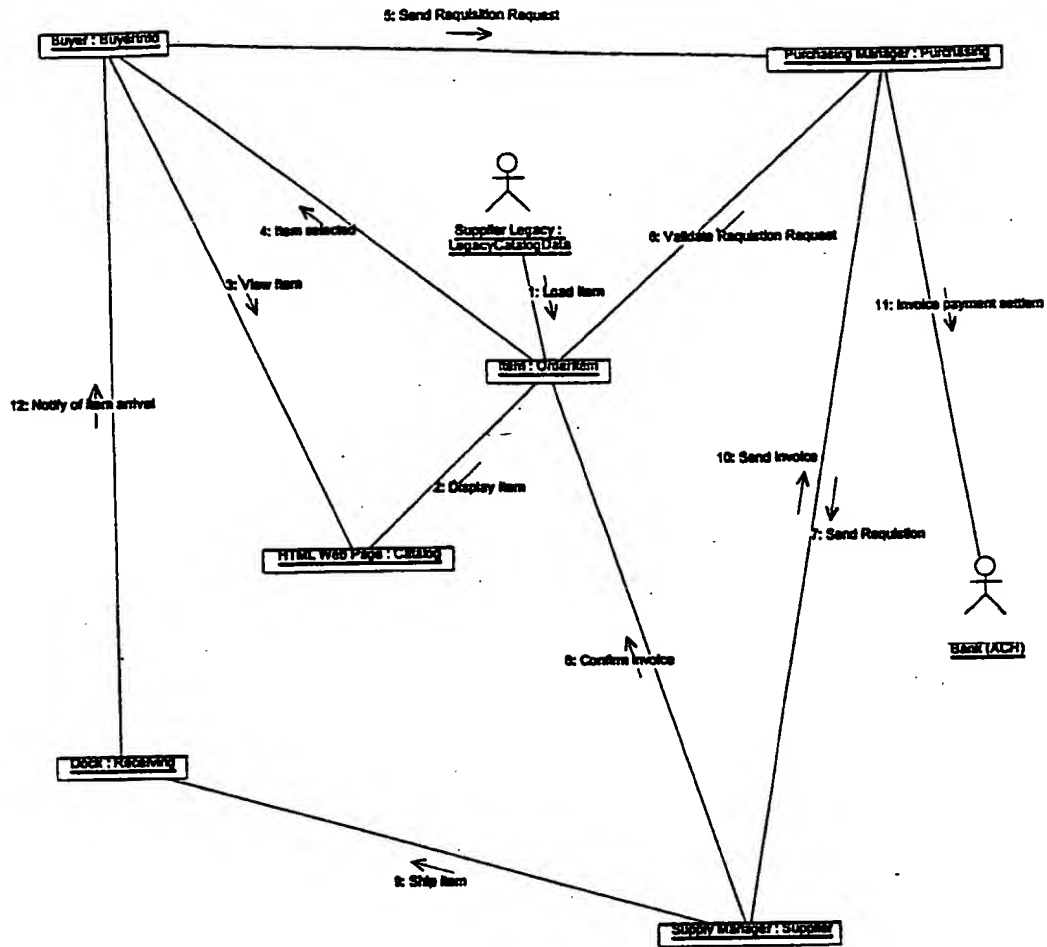 5: Send Requisition Request
Buyer : BuyerInfo
Purchasing Manager : Purchasing
4: Item selected
Supplier Legacy :
LegacyCatalogData
6: Validate Requistion Request
3: View Item
1: Load Item
11: Invoice payment settlem
Item : OrderItem
12: Notify of item arrival
10: Send Invoice
2: Display Item
7: Send Requistion
HTML Web Page : Catalog
Bank (ACH)
8: Confirm Invoice
Dock : Receiving
9: Ship Item
Supply Manager : Supplier